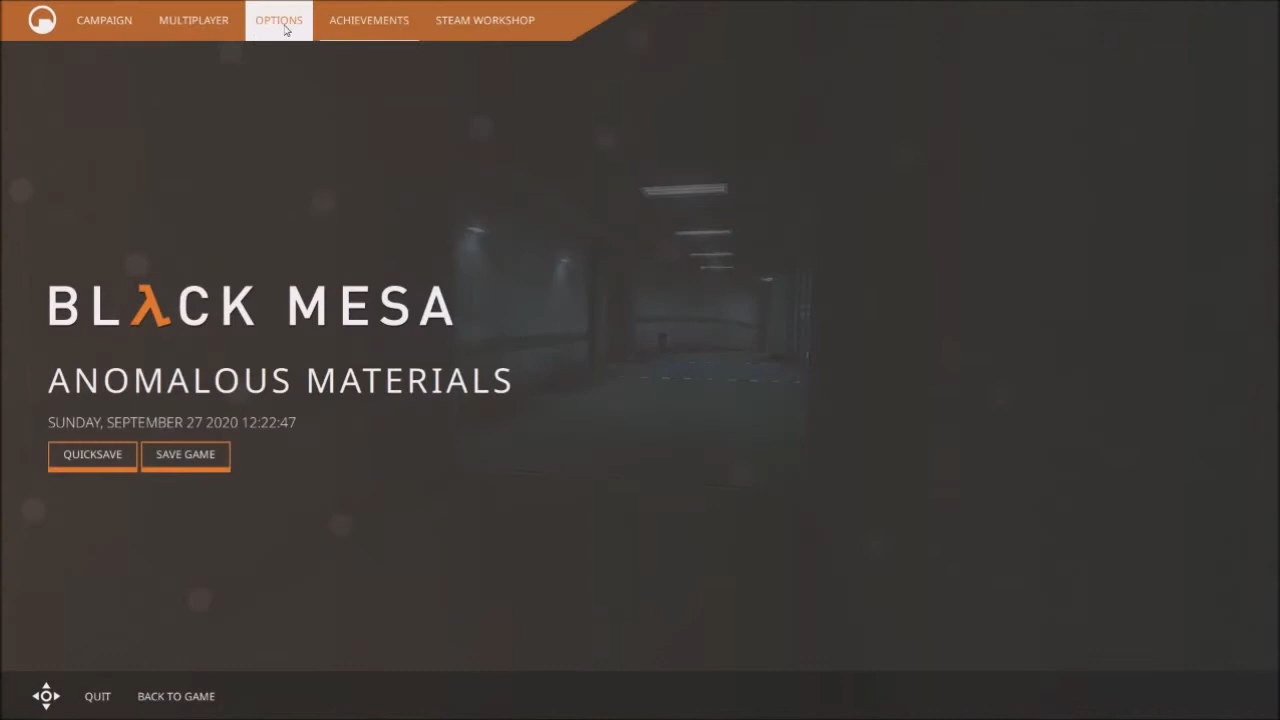 CAMPAIGN MULTIPLAYER OPTIONS ACHIEVEMENTS STEAM WORKSHOP
BLλCK MESA
ANOMALOUS MATERIALS
SUNDAY, SEPTEMBER 27 2020 12:22:47
QUICKSAVE SAVE GAME
QUIT BACK TO GAME